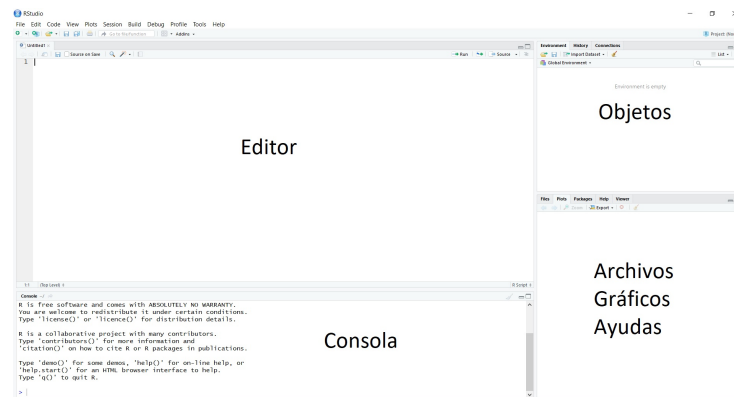 RStudio
File Edit Code View Plots Session Build Debug Profile Tools Help
Go to file/function Addins Project: (None)
Untitled1
Source on Save Run Source
1
Editor
1:1 (Top Level) R Script
Console
R is free software and comes with ABSOLUTELY NO WARRANTY.
You are welcome to redistribute it under certain conditions.
Type 'license()' or 'licence()' for distribution details.
R is a collaborative project with many contributors.
Type 'contributors()' for more information and
'citation()' on how to cite R or R packages in publications.
Type 'demo()' for some demos, 'help()' for on-line help, or
'help.start()' for an HTML browser interface to help.
Type 'q()' to quit R.
>
Consola
Environment History Connections
Import Dataset List
Global Environment
Environment is empty
Objetos
Files Plots Packages Help Viewer
Zoom Export
Archivos
Gráficos
Ayudas